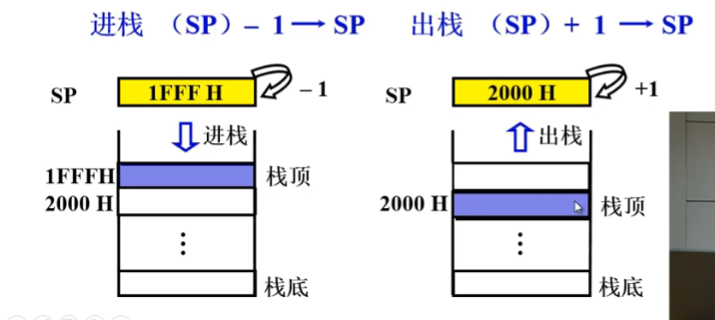 进栈 （SP）– 1 → SP 出栈 （SP）+ 1 → SP
SP 1FFF H – 1 SP 2000 H +1
进栈 出栈
1FFFH 栈顶
2000 H 2000 H 栈顶
⋮ ⋮
栈底 栈底